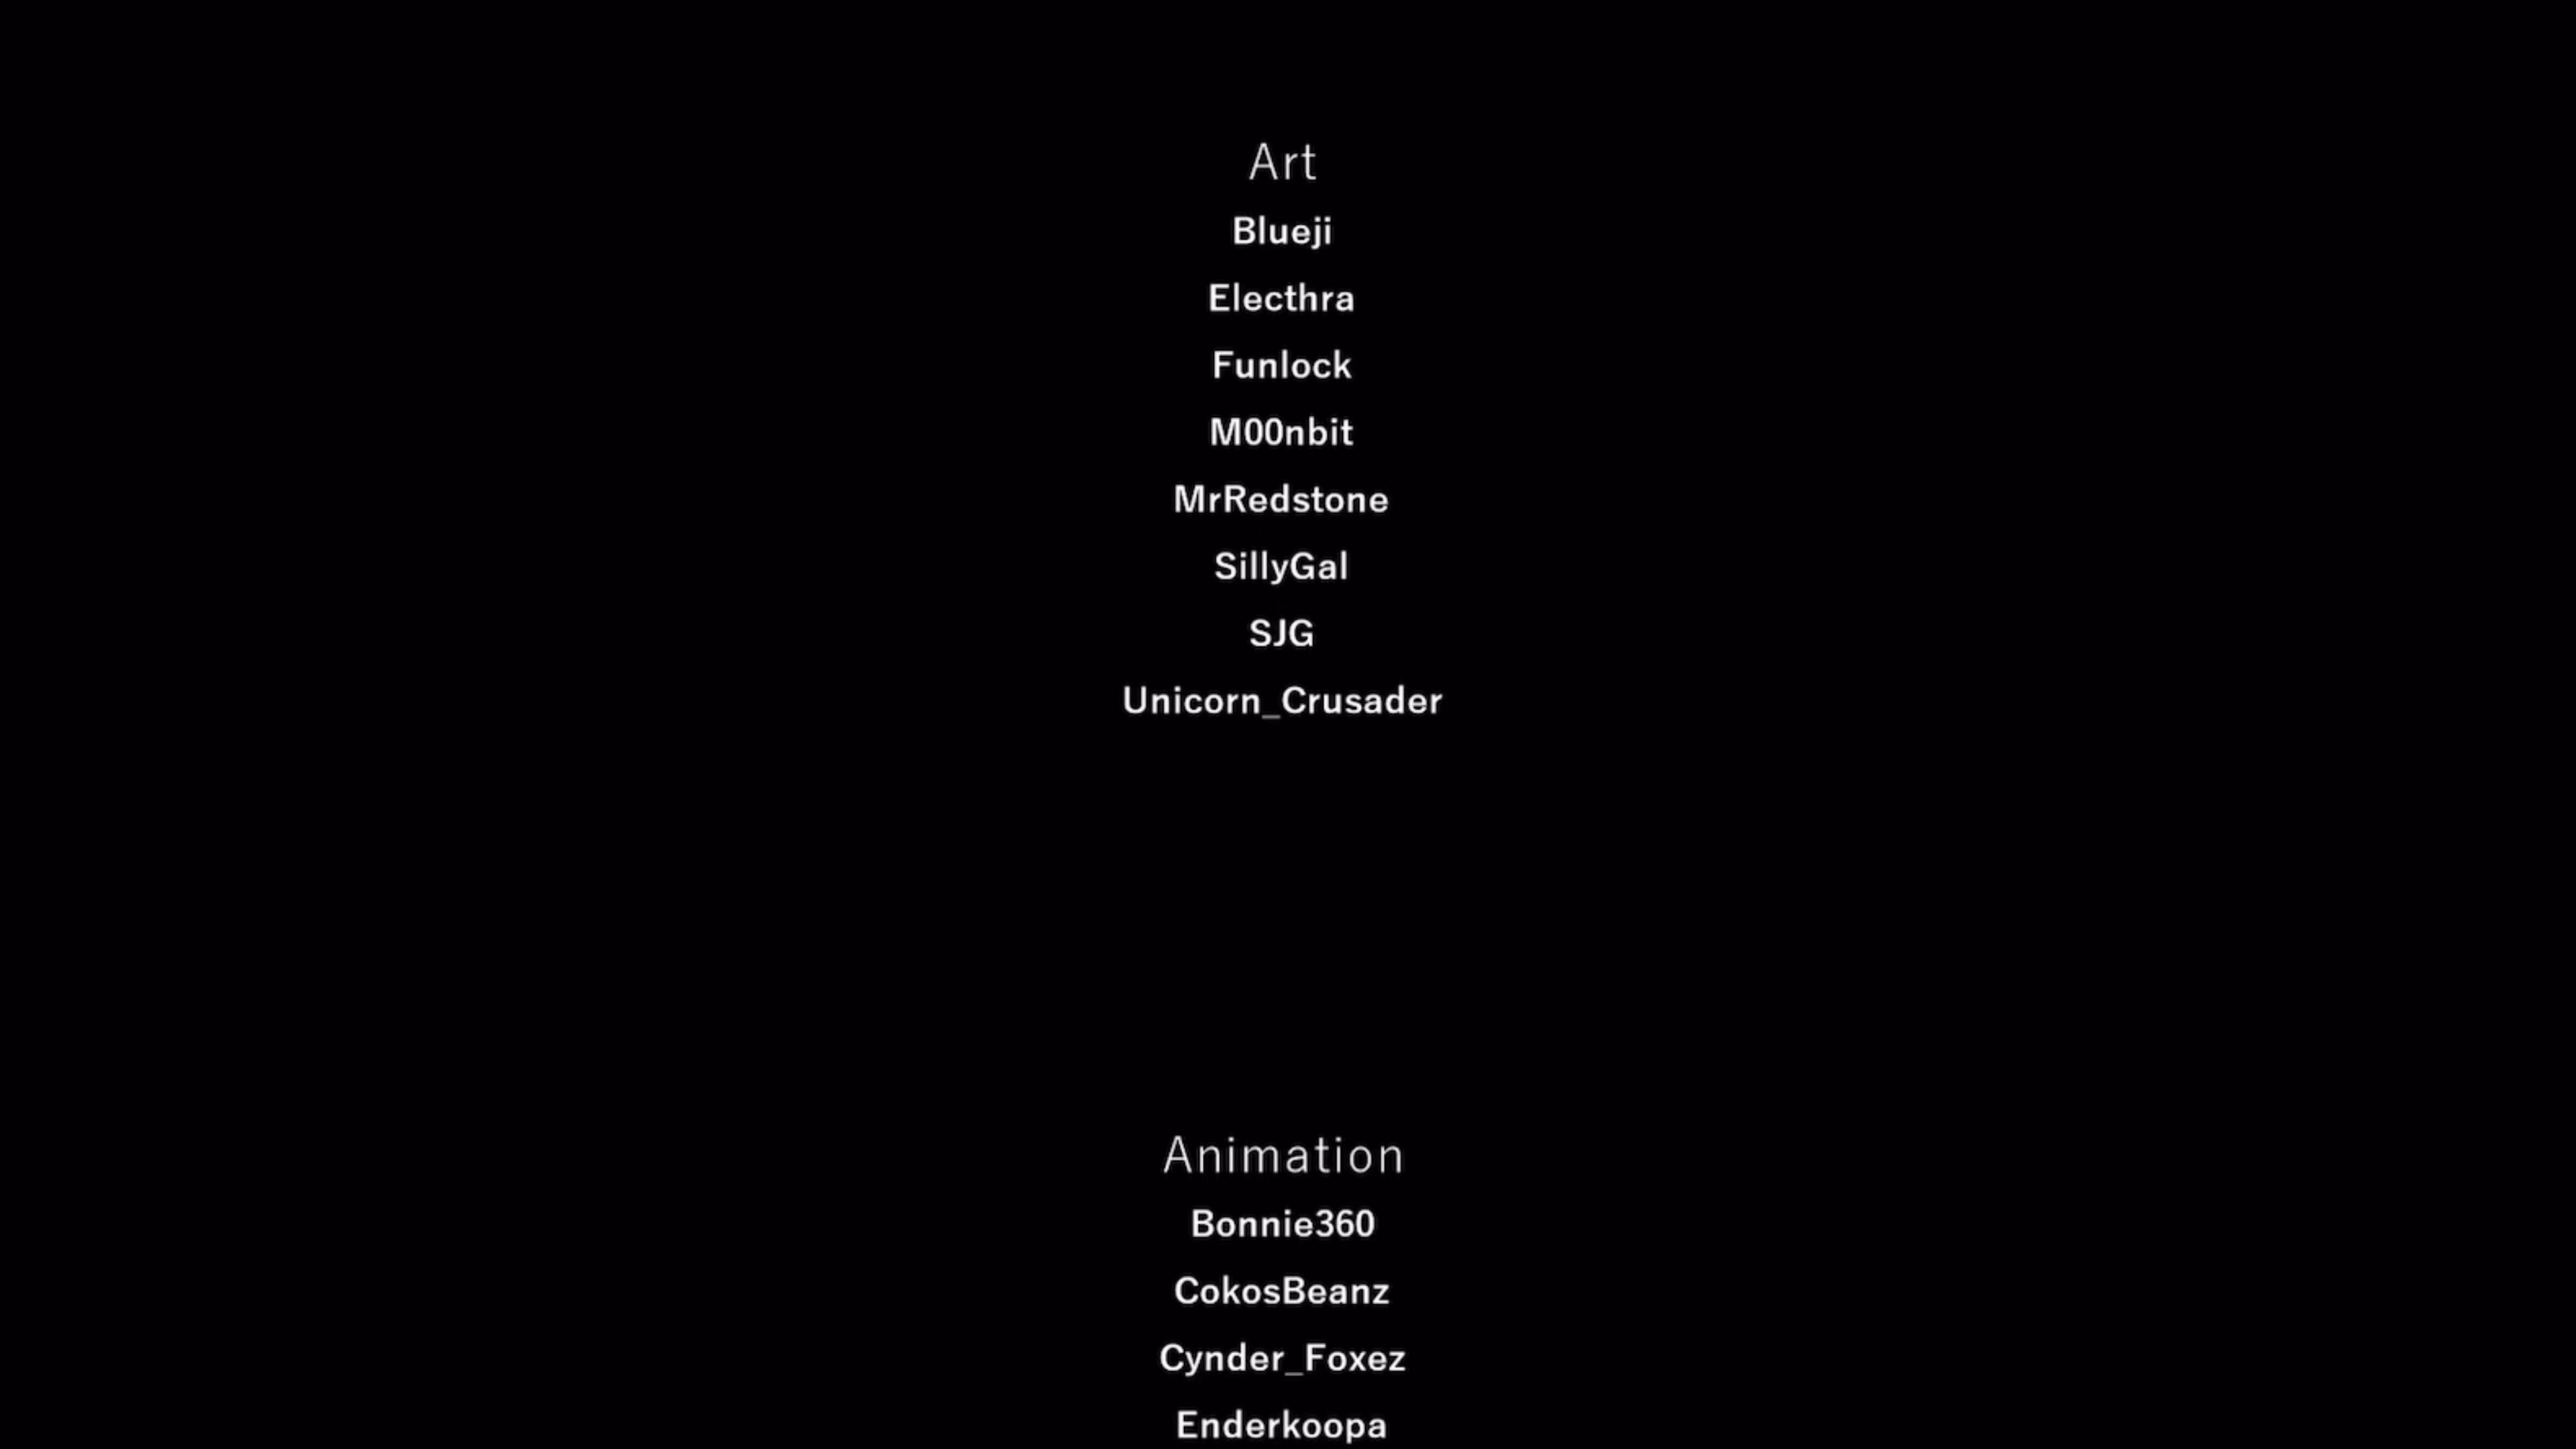 Art
Blueji
Electhra
Funlock
M00nbit
MrRedstone
SillyGal
SJG
Unicorn_Crusader
Animation
Bonnie360
CokosBeanz
Cynder_Foxez
Enderkoopa